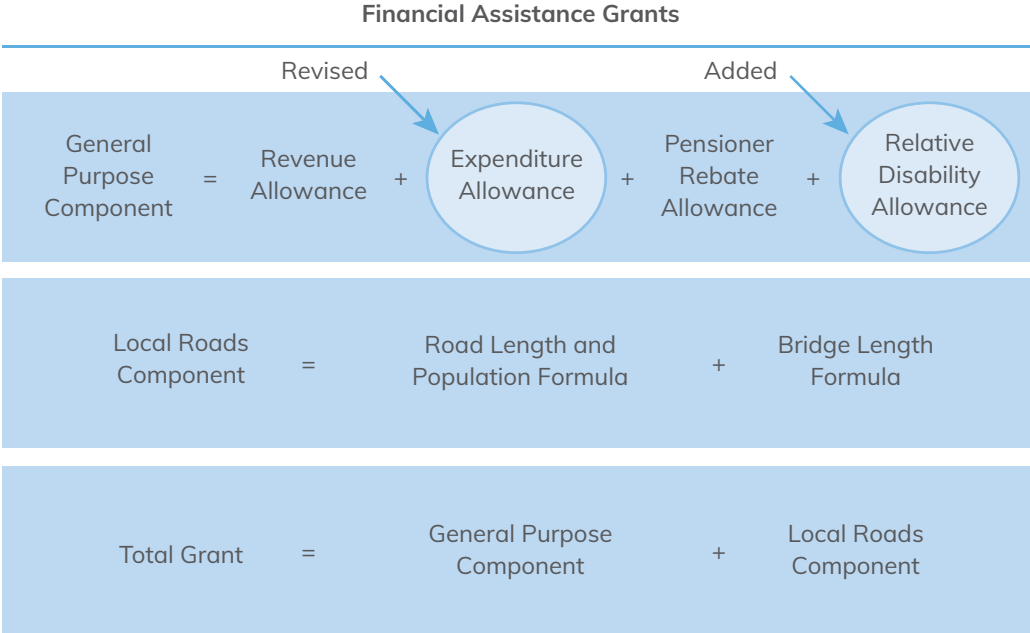 Financial Assistance Grants
Revised
Added
General
Purpose
Component
=
Revenue
Allowance
+
Expenditure
Allowance
+
Pensioner
Rebate
Allowance
+
Relative
Disability
Allowance
Local Roads
Component
=
Road Length and
Population Formula
+
Bridge Length
Formula
Total Grant
=
General Purpose
Component
+
Local Roads
Component